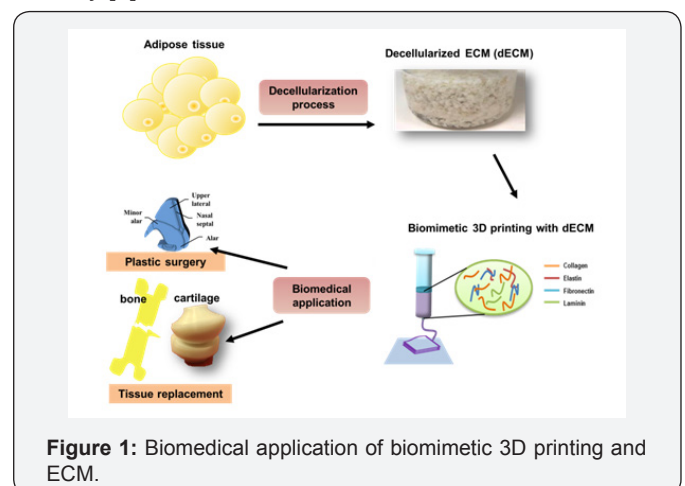 Adipose tissue
Decellularized ECM (dECM)
Decellularization
process
Biomimetic 3D printing with dECM
Collagen
Elastin
Fibronectin
Laminin
Upper
lateral
Minor
alar
Nasal
septal
Alar
Plastic surgery
Biomedical
application
bone
cartilage
Tissue replacement
Figure 1: Biomedical application of biomimetic 3D printing and
ECM.